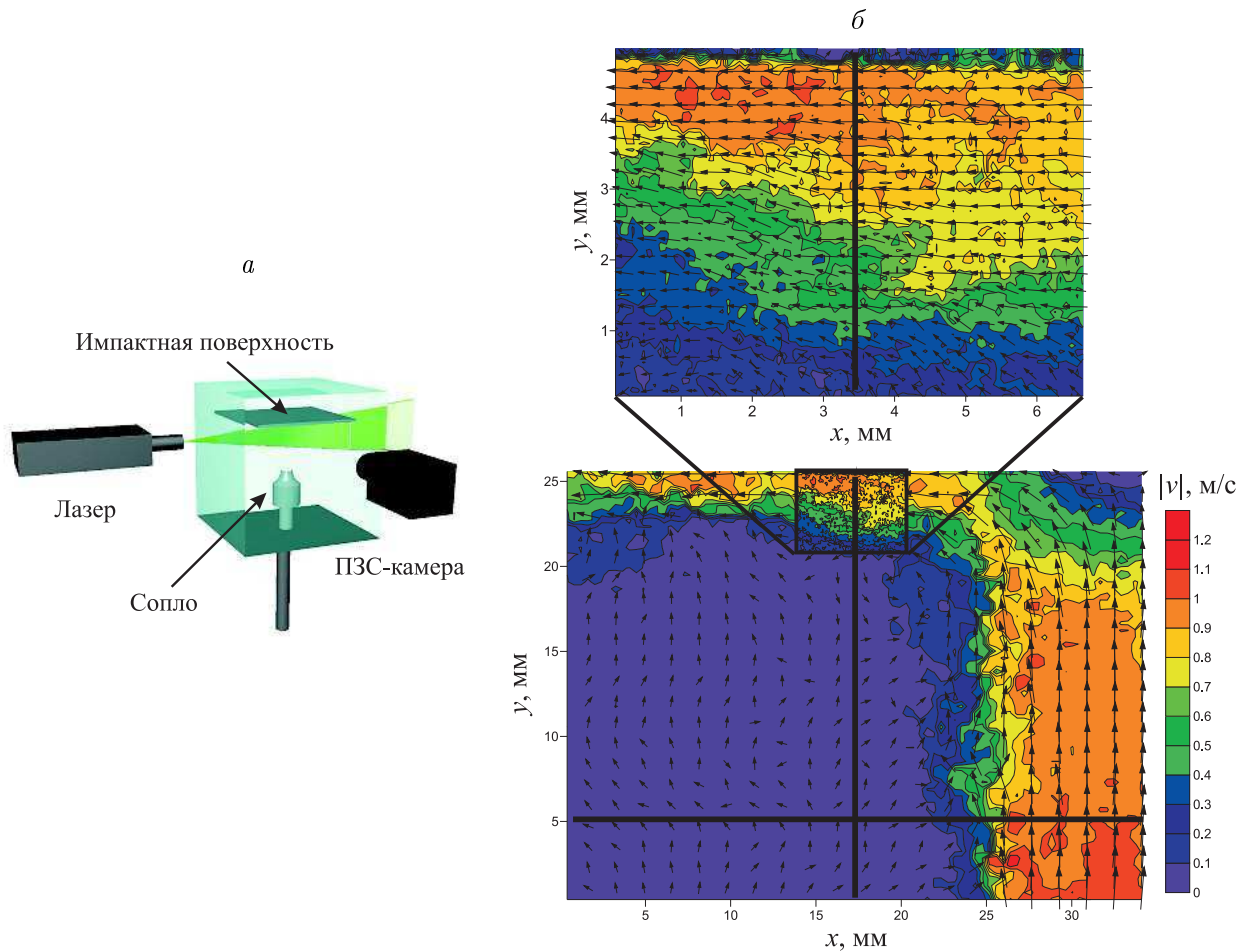 а
Импактная поверхность
Лазер
ПЗС-камера
Сопло
б
y, мм
4
3
2
1
1 2 3 4 5 6
x, мм
y, мм
25
20
15
10
5
5 10 15 20 25 30
x, мм
|v|, м/с
1.2
1.1
1
0.9
0.8
0.7
0.6
0.5
0.4
0.3
0.2
0.1
0